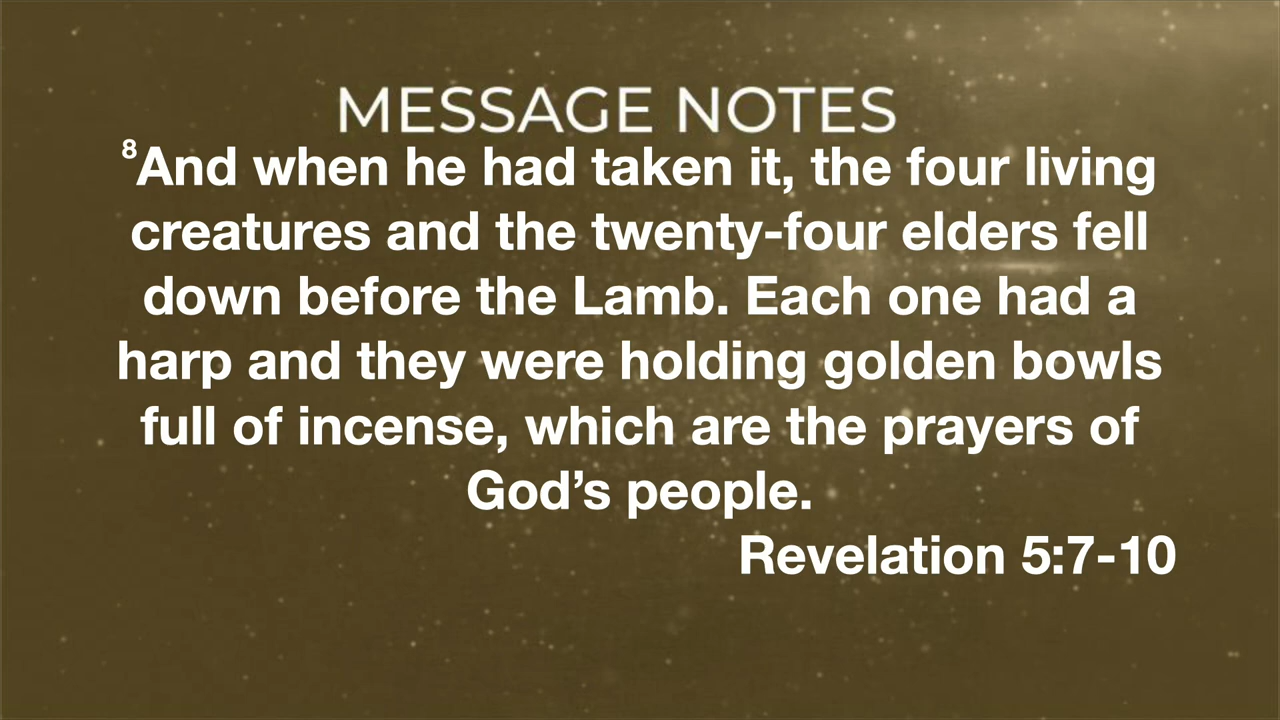 MESSAGE NOTES
⁸And when he had taken it, the four living
creatures and the twenty-four elders fell
down before the Lamb. Each one had a
harp and they were holding golden bowls
full of incense, which are the prayers of
God’s people.
Revelation 5:7-10